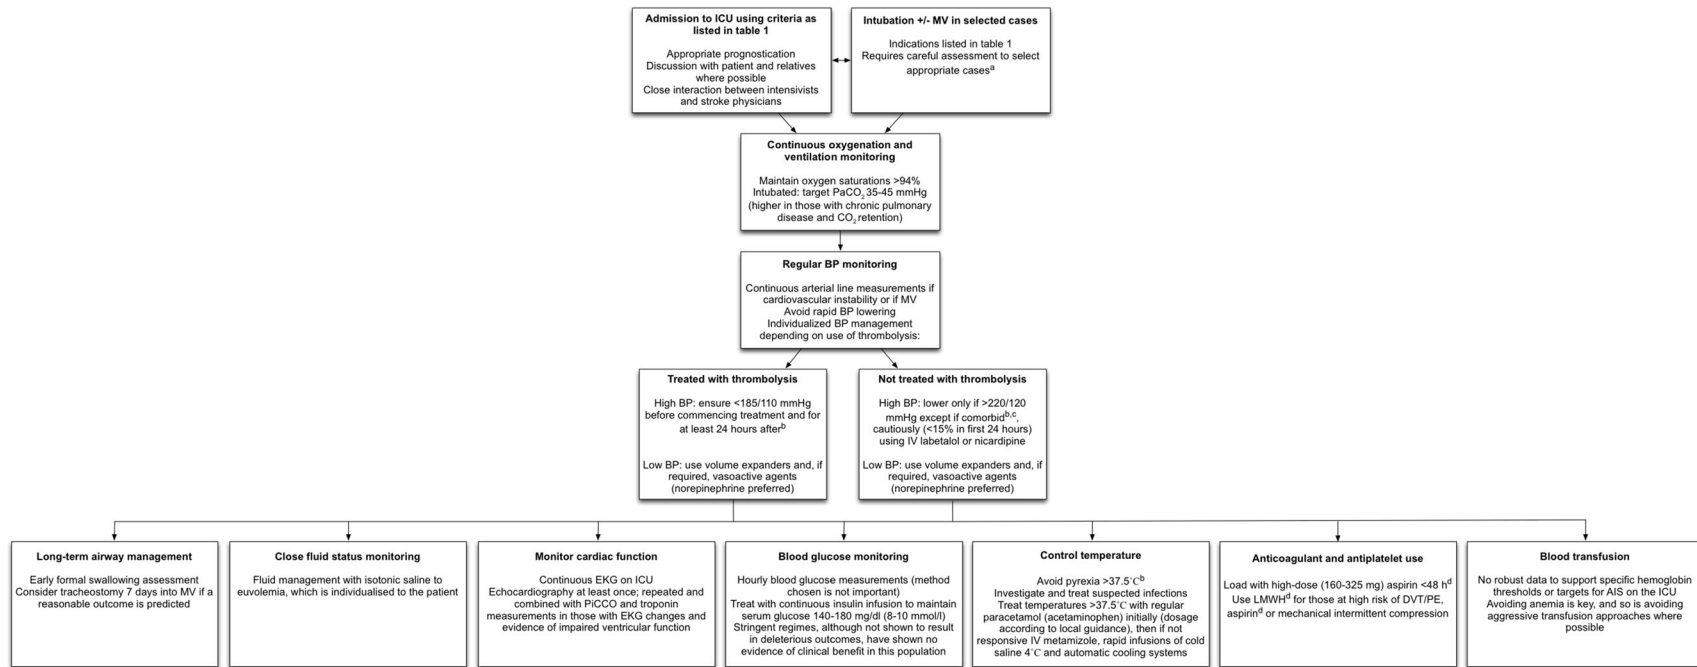 Admission to ICU using criteria as
listed in table 1
Appropriate prognostication
Discussion with patient and relatives
where possible
Close interaction between intensivists
and stroke physicians
Intubation +/- MV in selected cases
Indications listed in table 1
Requires careful assessment to select
appropriate casesᵃ
Continuous oxygenation and
ventilation monitoring
Maintain oxygen saturations >94%
Intubated: target PaCO₂ 35-45 mmHg
(higher in those with chronic pulmonary
disease and CO₂ retention)
Regular BP monitoring
Continuous arterial line measurements if
cardiovascular instability or if MV
Avoid rapid BP lowering
Individualized BP management
depending on use of thrombolysis:
Treated with thrombolysis
High BP: ensure <185/110 mmHg
before commencing treatment and for
at least 24 hours afterᵇ
Low BP: use volume expanders and, if
required, vasoactive agents
(norepinephrine preferred)
Not treated with thrombolysis
High BP: lower only if >220/120
mmHg except if comorbidᵇ,ᶜ,
cautiously (<15% in first 24 hours)
using IV labetalol or nicardipine
Low BP: use volume expanders and, if
required, vasoactive agents
(norepinephrine preferred)
Long-term airway management
Early formal swallowing assessment
Consider tracheostomy 7 days into MV if a
reasonable outcome is predicted
Close fluid status monitoring
Fluid management with isotonic saline to
euvolemia, which is individualised to the patient
Monitor cardiac function
Continuous EKG on ICU
Echocardiography at least once; repeated and
combined with PiCCO and troponin
measurements in those with EKG changes and
evidence of impaired ventricular function
Blood glucose monitoring
Hourly blood glucose measurements (method
chosen is not important)
Treat with continuous insulin infusion to maintain
serum glucose 140-180 mg/dl (8-10 mmol/l)
Stringent regimes, although not shown to result
in deleterious outcomes, have shown no
evidence of clinical benefit in this population
Control temperature
Avoid pyrexia >37.5˚Cᵇ
Investigate and treat suspected infections
Treat temperatures >37.5˚C with regular
paracetamol (acetaminophen) initially (dosage
according to local guidance), then if not
responsive IV metamizole, rapid infusions of cold
saline 4˚C and automatic cooling systems
Anticoagulant and antiplatelet use
Load with high-dose (160-325 mg) aspirin <48 hᵈ
Use LMWHᵈ for those at high risk of DVT/PE,
aspirinᵈ or mechanical intermittent compression
Blood transfusion
No robust data to support specific hemoglobin
thresholds or targets for AIS on the ICU
Avoiding anemia is key, and so is avoiding
aggressive transfusion approaches where
possible